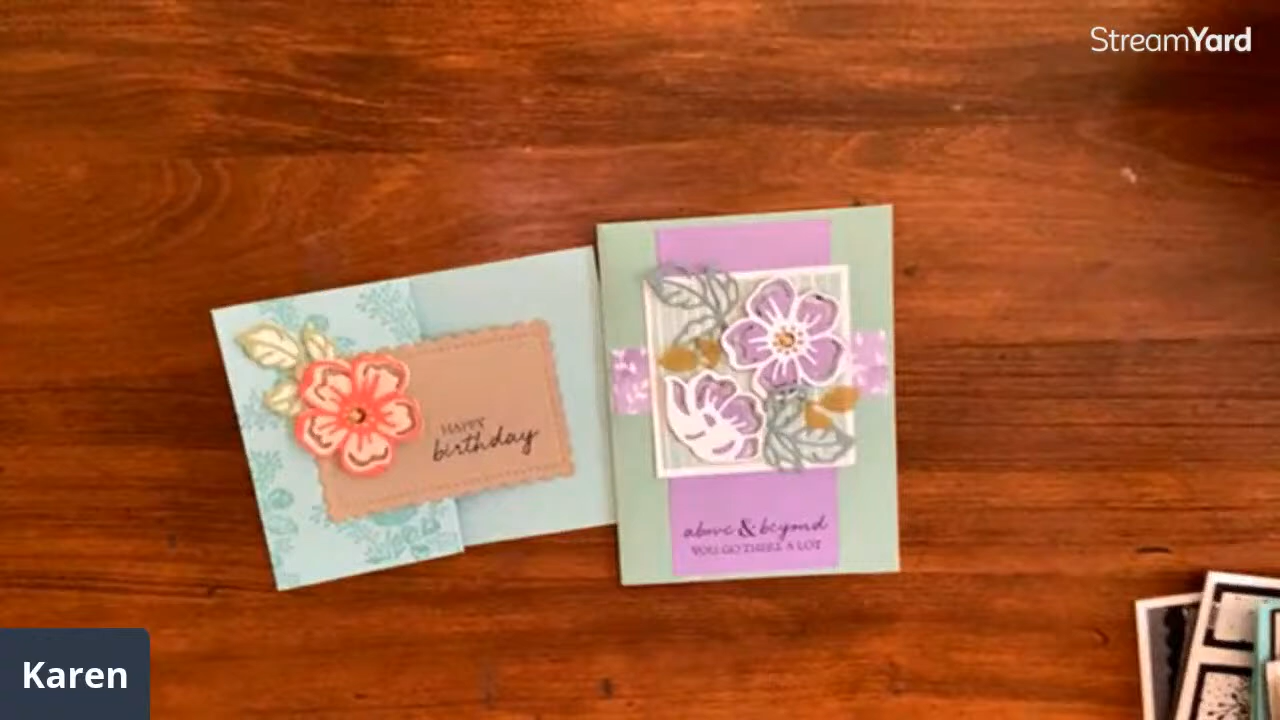 StreamYard
HAPPY
birthday
above & beyond
YOU GO THERE A LOT
Karen